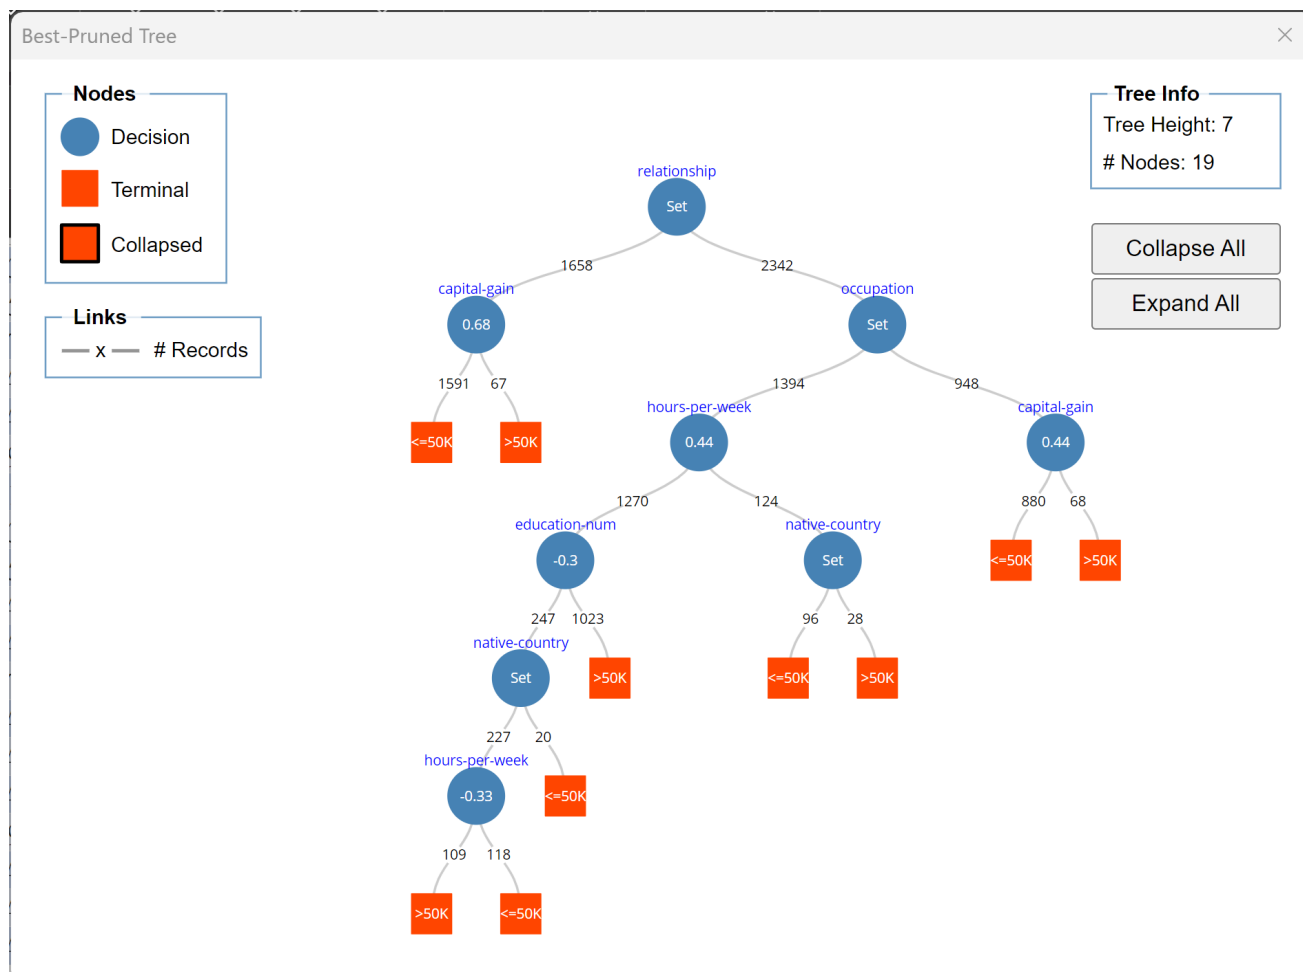 Best-Pruned Tree
Nodes
Decision
Terminal
Collapsed
Links
x
# Records
Tree Info
Tree Height: 7
# Nodes: 19
Collapse All
Expand All
relationship
Set
1658
2342
capital-gain
occupation
0.68
Set
1591
67
1394
948
hours-per-week
capital-gain
<=50K
>50K
0.44
0.44
1270
124
880
68
education-num
native-country
-0.3
Set
<=50K
>50K
247
1023
96
28
native-country
Set
>50K
<=50K
>50K
227
20
hours-per-week
-0.33
<=50K
109
118
>50K
<=50K